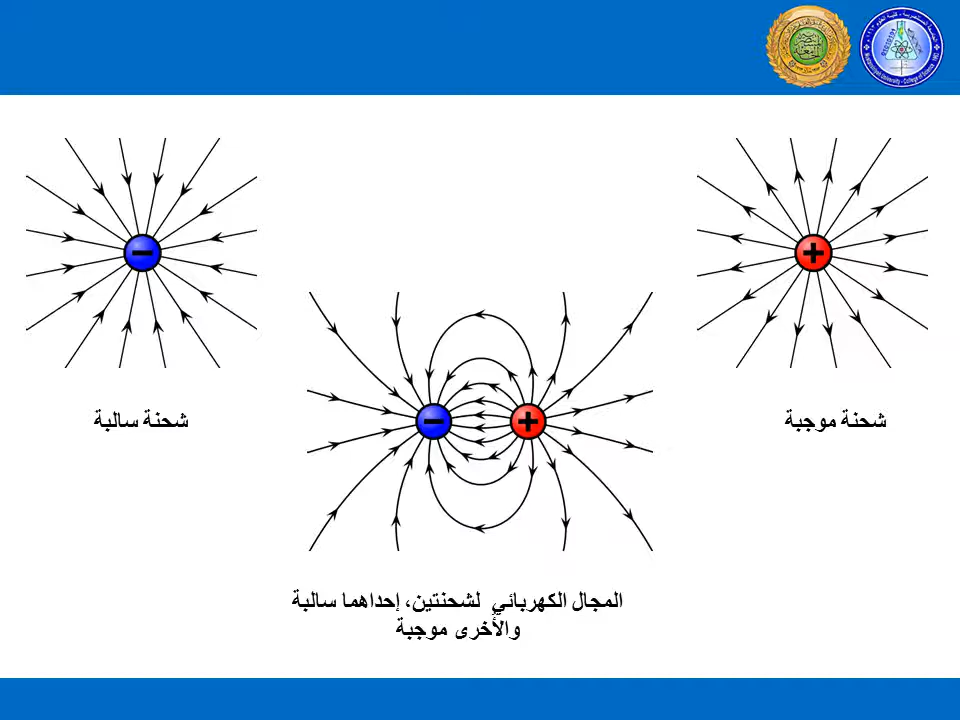 شحنة موجبة
شحنة سالبة
+
−
−
+
المجال الكهربائي لشحنتين، إحداهما سالبة
والأخرى موجبة